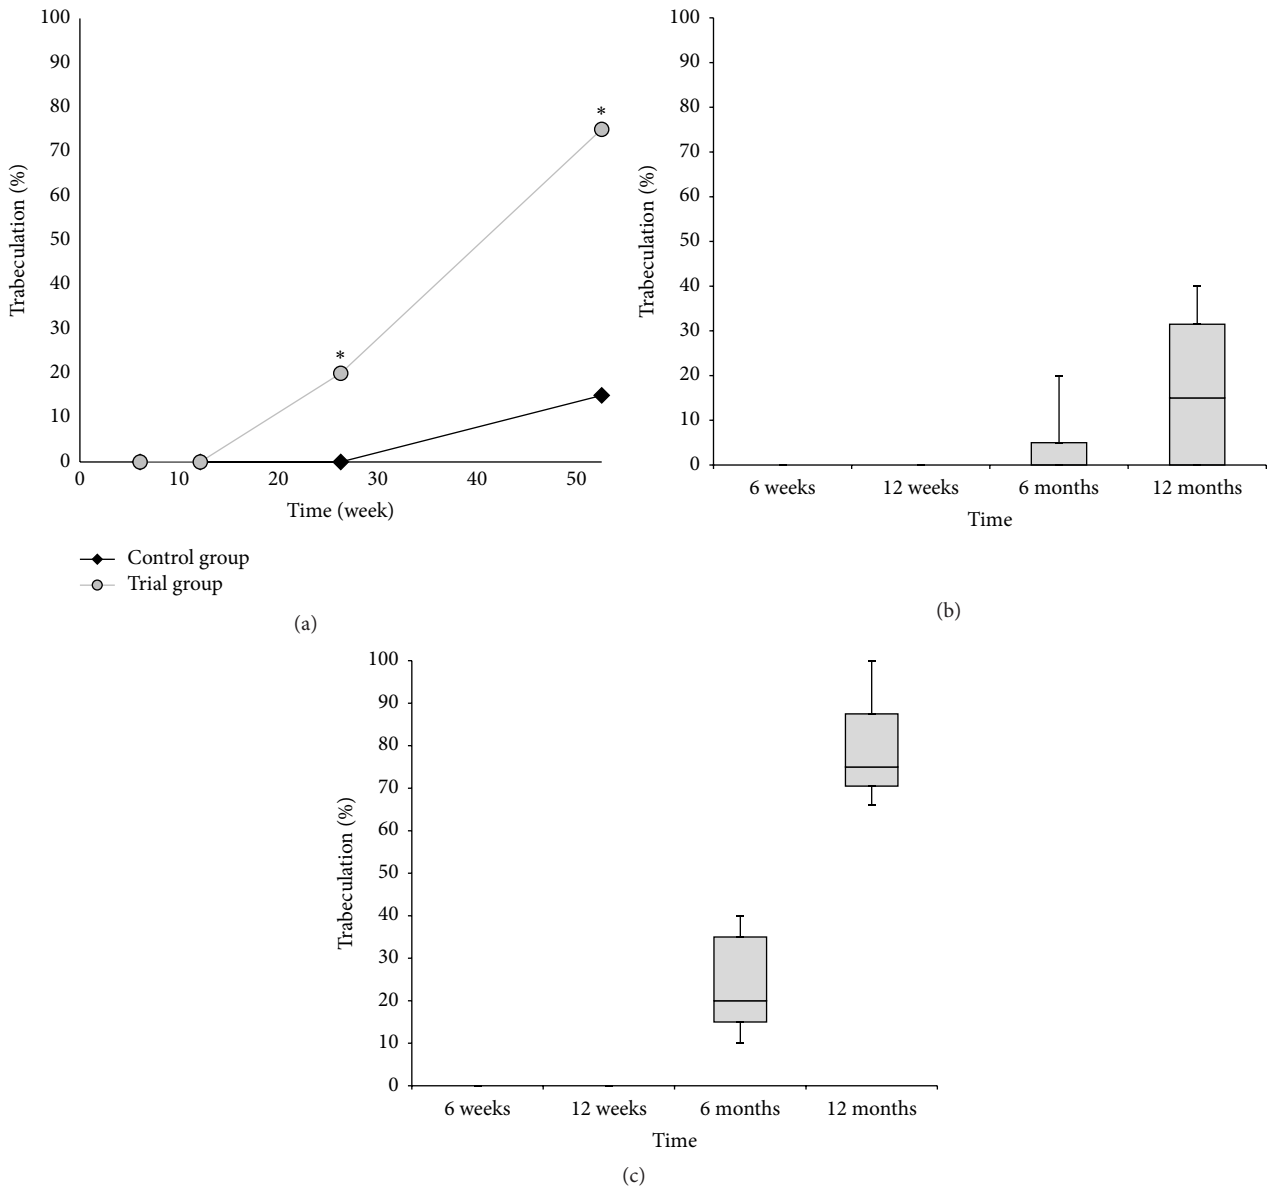 100
90
80
70
60
50
40
30
20
10
0
Trabeculation (%)
*
*
0 10 20 30 40 50
Time (week)
Control group
Trial group
(a)
100
90
80
70
60
50
40
30
20
10
0
Trabeculation (%)
6 weeks 12 weeks 6 months 12 months
Time
(b)
100
90
80
70
60
50
40
30
20
10
0
Trabeculation (%)
6 weeks 12 weeks 6 months 12 months
Time
(c)